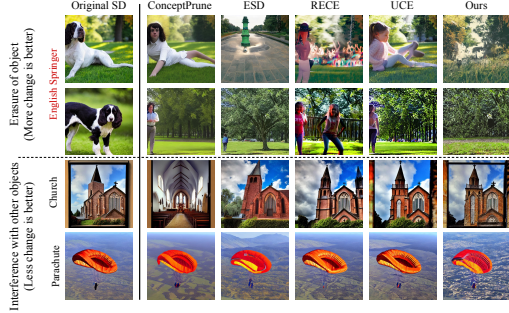 Original SD ConceptPrune ESD RECE UCE Ours
Erasure of object
(More change is better)
English Springer
Interference with other objects
(Less change is better)
Church
Parachute